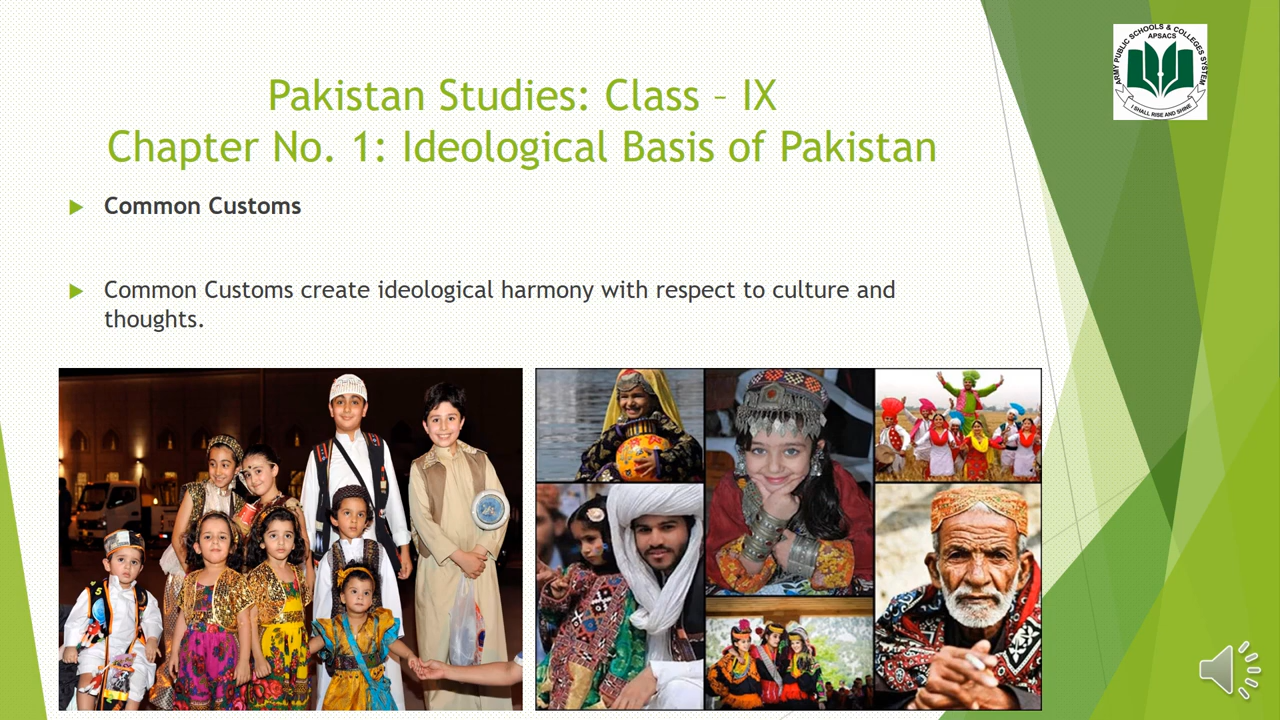 ARMY PUBLIC SCHOOLS & COLLEGES SYSTEM
APSACS
I SHALL RISE AND SHINE
Pakistan Studies: Class – IX
Chapter No. 1: Ideological Basis of Pakistan
Common Customs
Common Customs create ideological harmony with respect to culture and
thoughts.